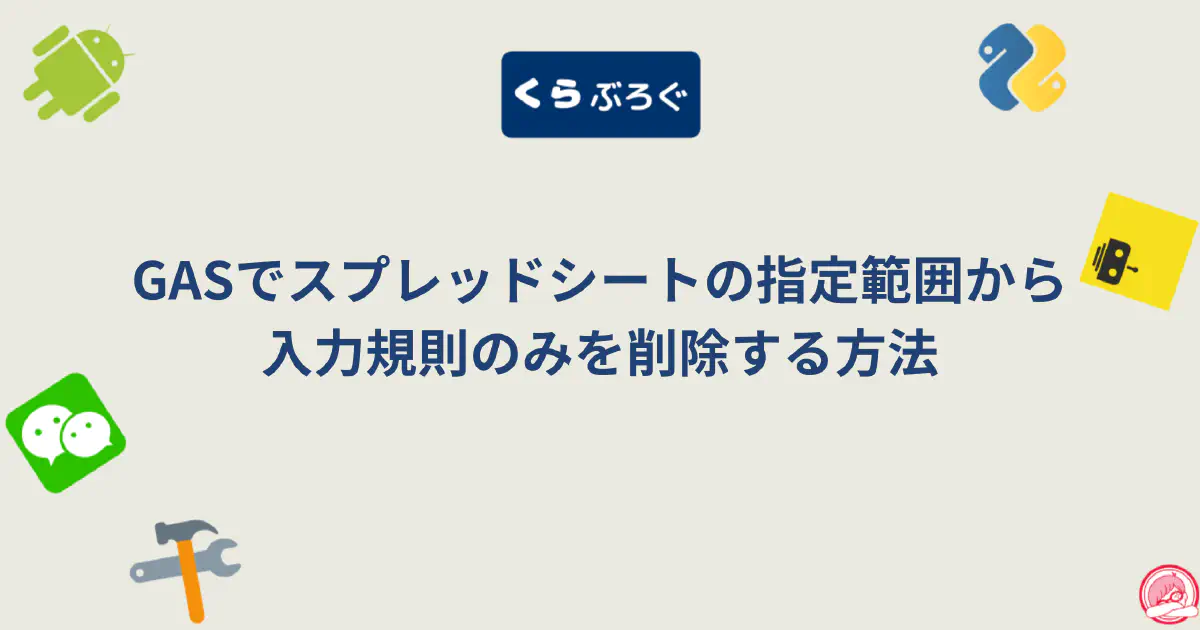 くらぶろぐ
GASでスプレッドシートの指定範囲から
入力規則のみを削除する方法